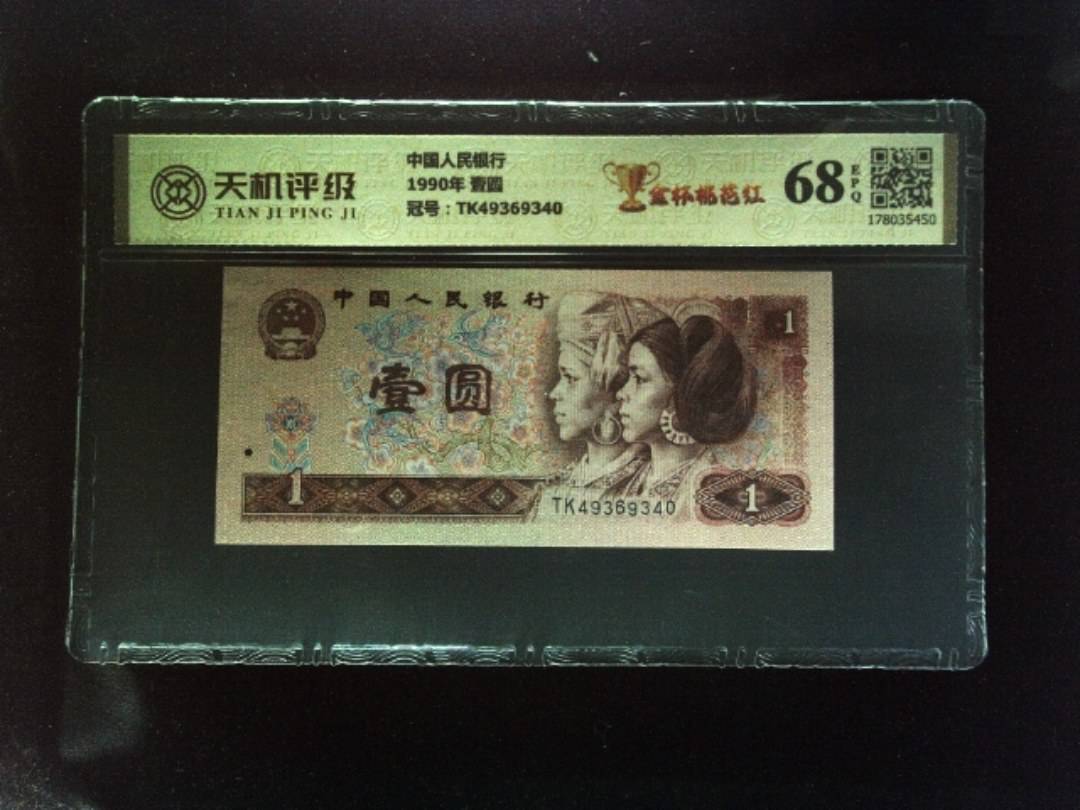 天机评级
TIAN JI PING JI
中国人民银行
1990年 壹圆
冠号：TK49369340
金杯桃花红
68
EPQ
178035450
中国人民银行
1
壹圆
1
TK49369340
1